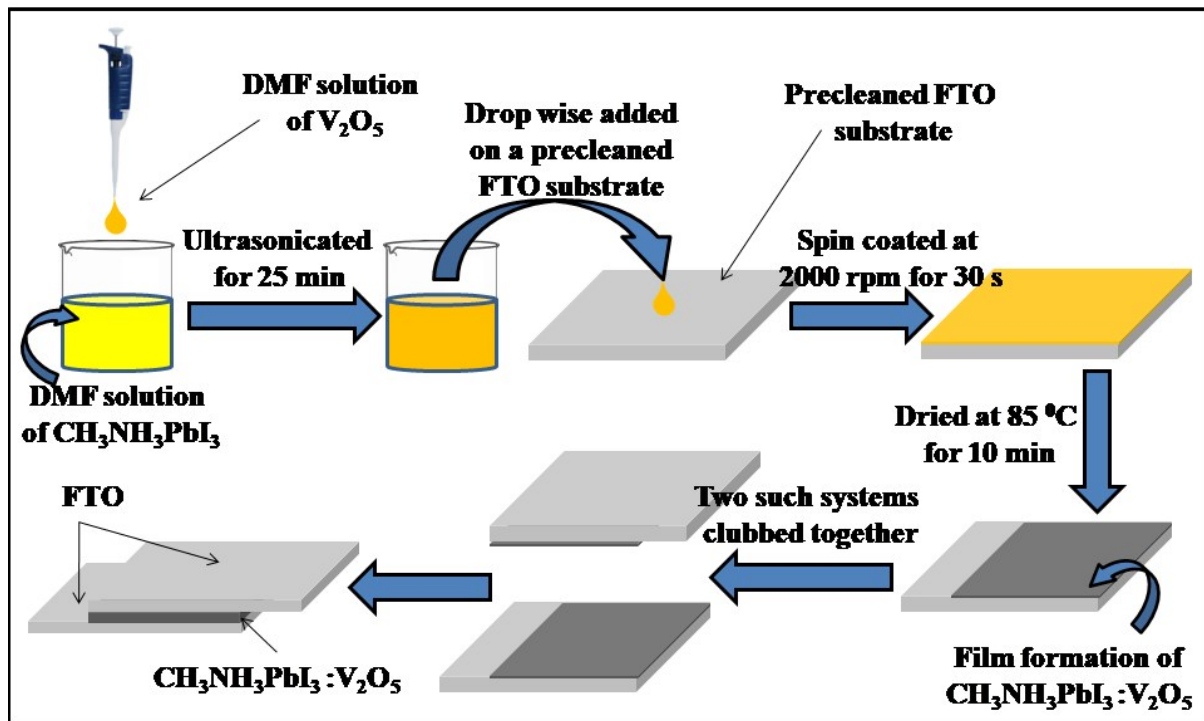 DMF solution
of V₂O₅
Drop wise added
on a precleaned
FTO substrate
Precleaned FTO
substrate
Ultrasonicated
for 25 min
Spin coated at
2000 rpm for 30 s
DMF solution
of CH₃NH₃PbI₃
Dried at 85 ⁰C
for 10 min
FTO
Two such systems
clubbed together
CH₃NH₃PbI₃ :V₂O₅
Film formation of
CH₃NH₃PbI₃ :V₂O₅